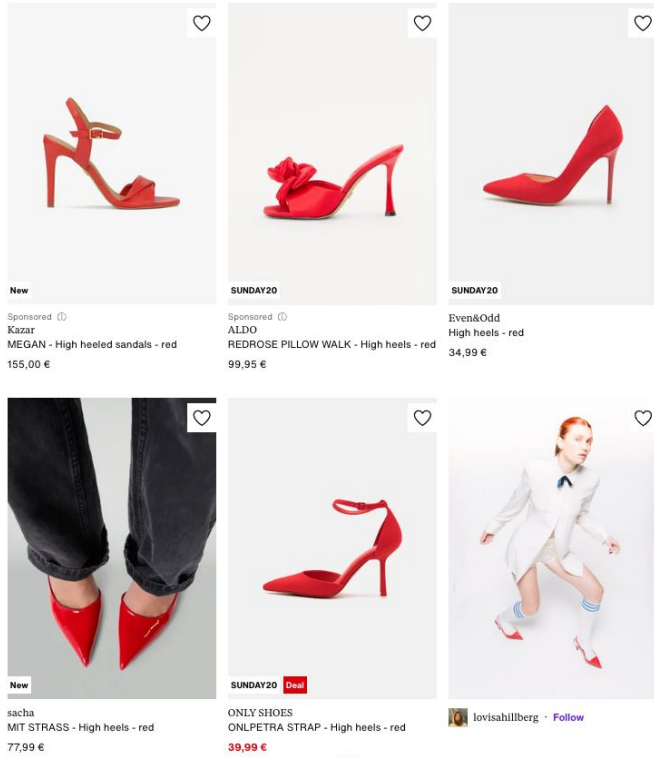 New
SUNDAY20
SUNDAY20
Sponsored
Kazar
MEGAN - High heeled sandals - red
155,00 €
Sponsored
ALDO
REDROSE PILLOW WALK - High heels - red
99,95 €
Even&Odd
High heels - red
34,99 €
New
SUNDAY20 Deal
sacha
MIT STRASS - High heels - red
77,99 €
ONLY SHOES
ONLPETRA STRAP - High heels - red
39,99 €
lovisahillberg · Follow